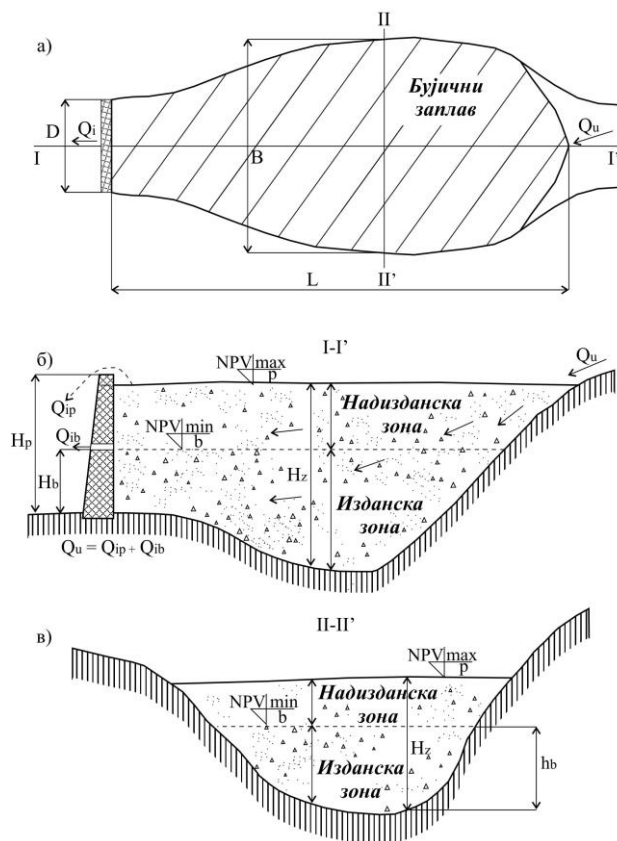 а)
II
Бујични
заплав
D
Qi
Qu
I
B
I'
L
II'
б)
I-I'
Qu
NPV max
p
Qip
Надизданска
зона
NPV min
b
Qib
Hp
Hz
Hb
Изданска
зона
Qu = Qip + Qib
в)
II-II'
NPV max
p
Надизданска
зона
NPV min
b
Hz
Изданска
зона
hb